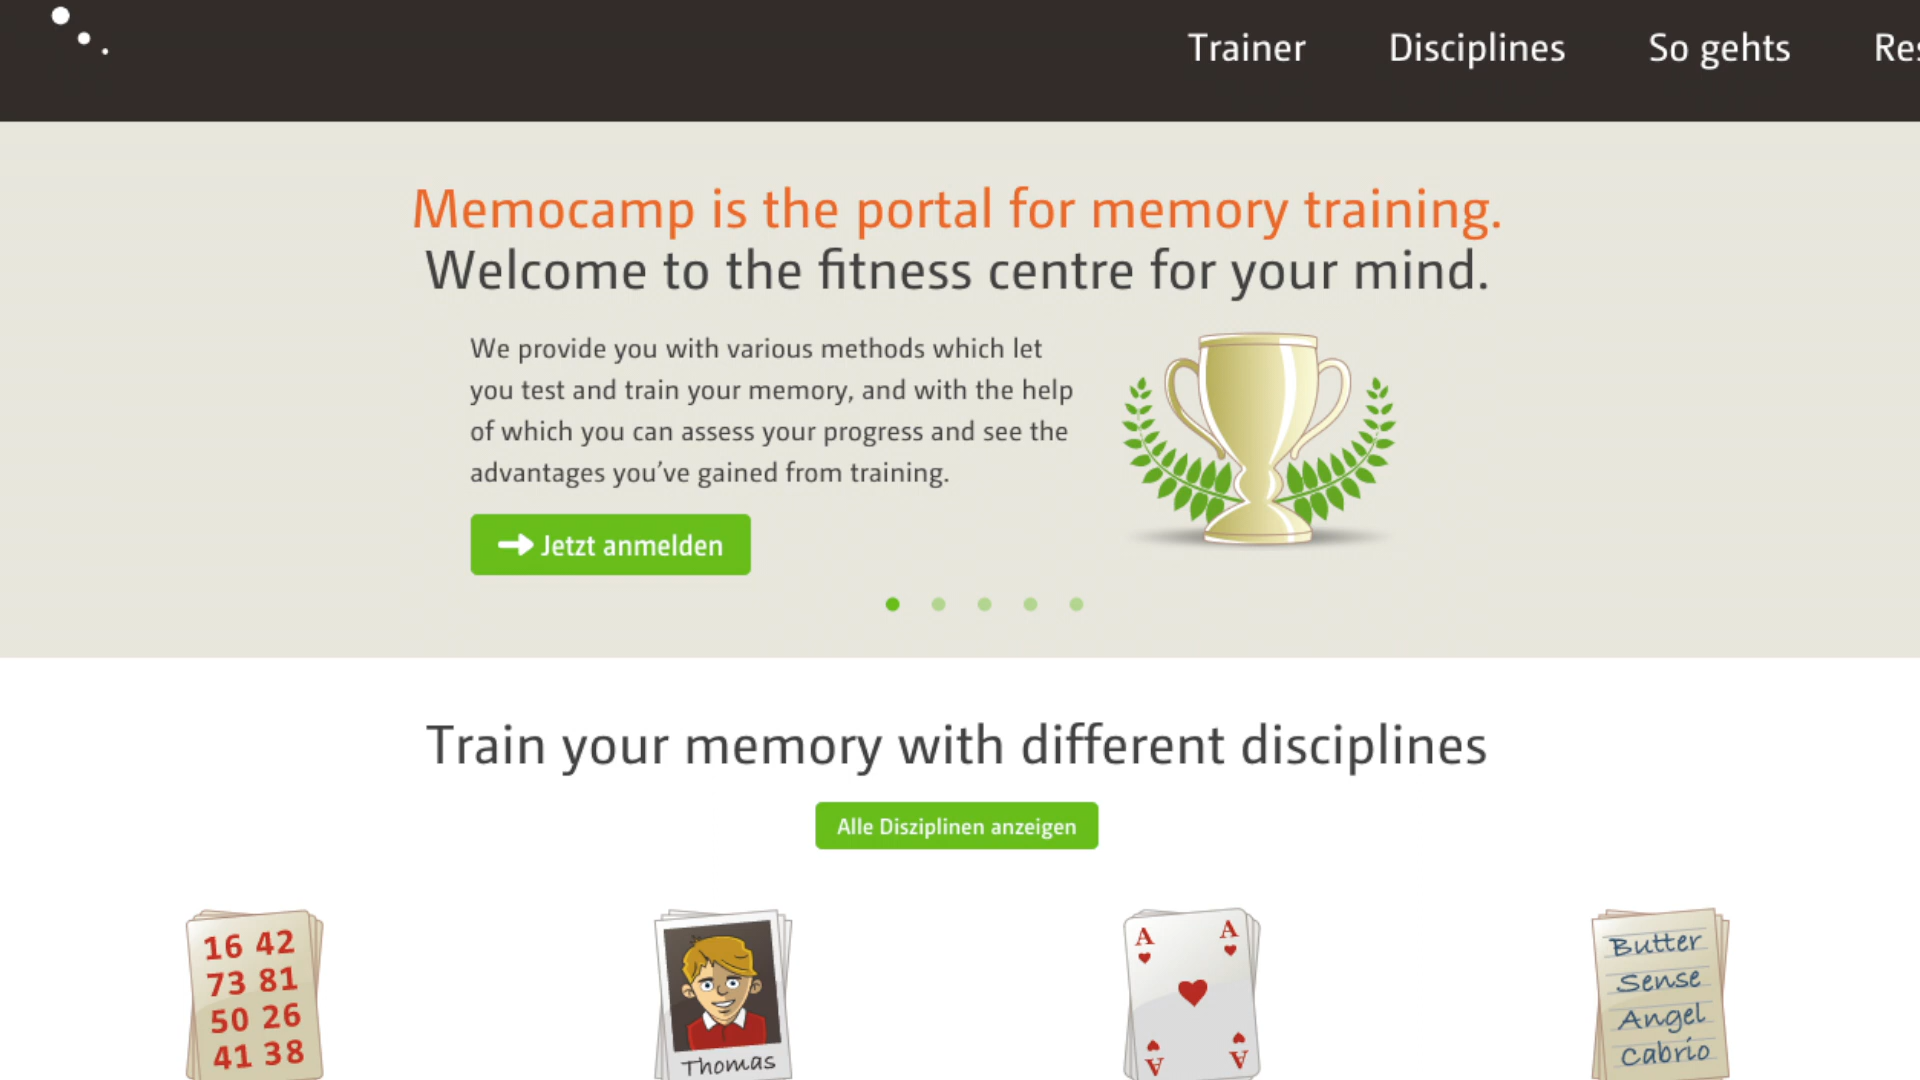 Trainer Disciplines So gehts
Memocamp is the portal for memory training.
Welcome to the fitness centre for your mind.
We provide you with various methods which let
you test and train your memory, and with the help
of which you can assess your progress and see the
advantages you've gained from training.
Jetzt anmelden
Train your memory with different disciplines
Alle Disziplinen anzeigen
16 42
73 81
50 26
41 38
Thomas
A A
A A
Butter
Sense
Angel
Cabrio